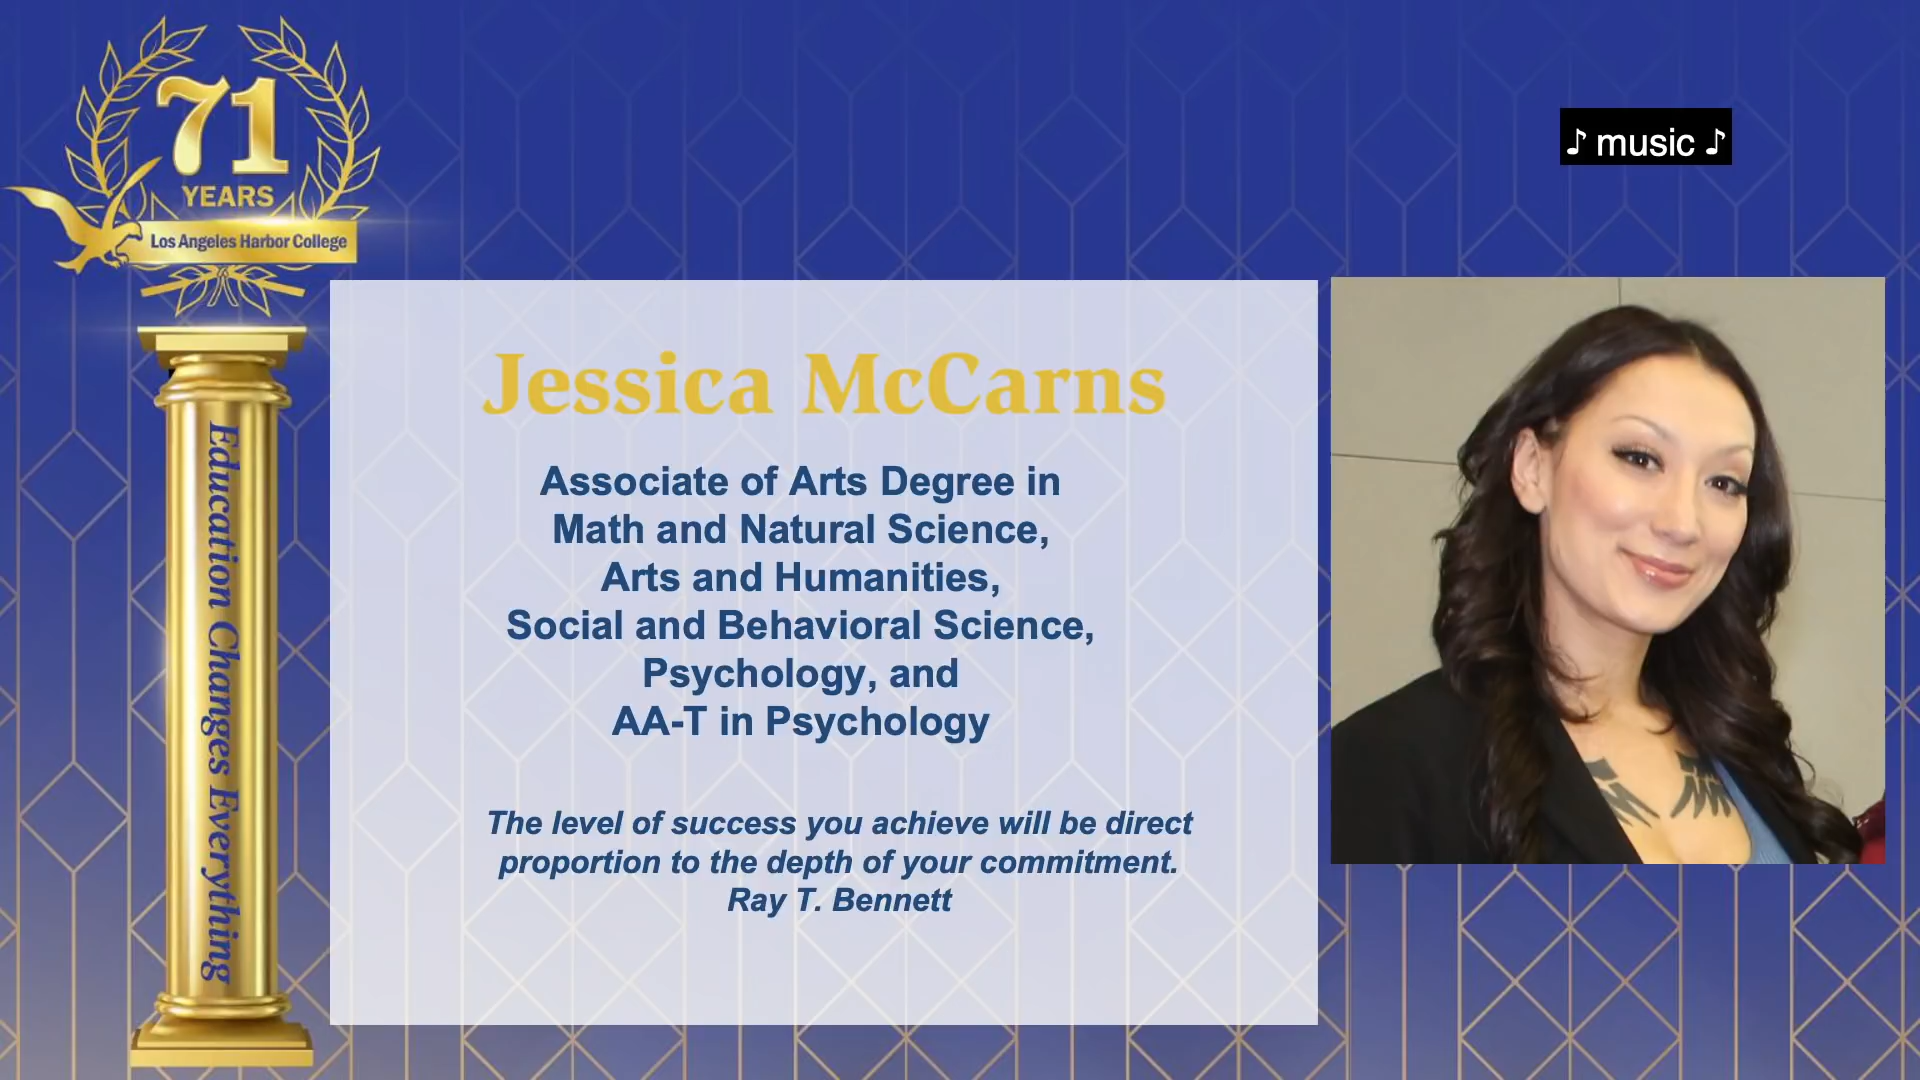 71
YEARS
Los Angeles Harbor College
Education Changes Everything
♪ music ♪
Jessica McCarns
Associate of Arts Degree in
Math and Natural Science,
Arts and Humanities,
Social and Behavioral Science,
Psychology, and
AA-T in Psychology
The level of success you achieve will be direct
proportion to the depth of your commitment.
Ray T. Bennett